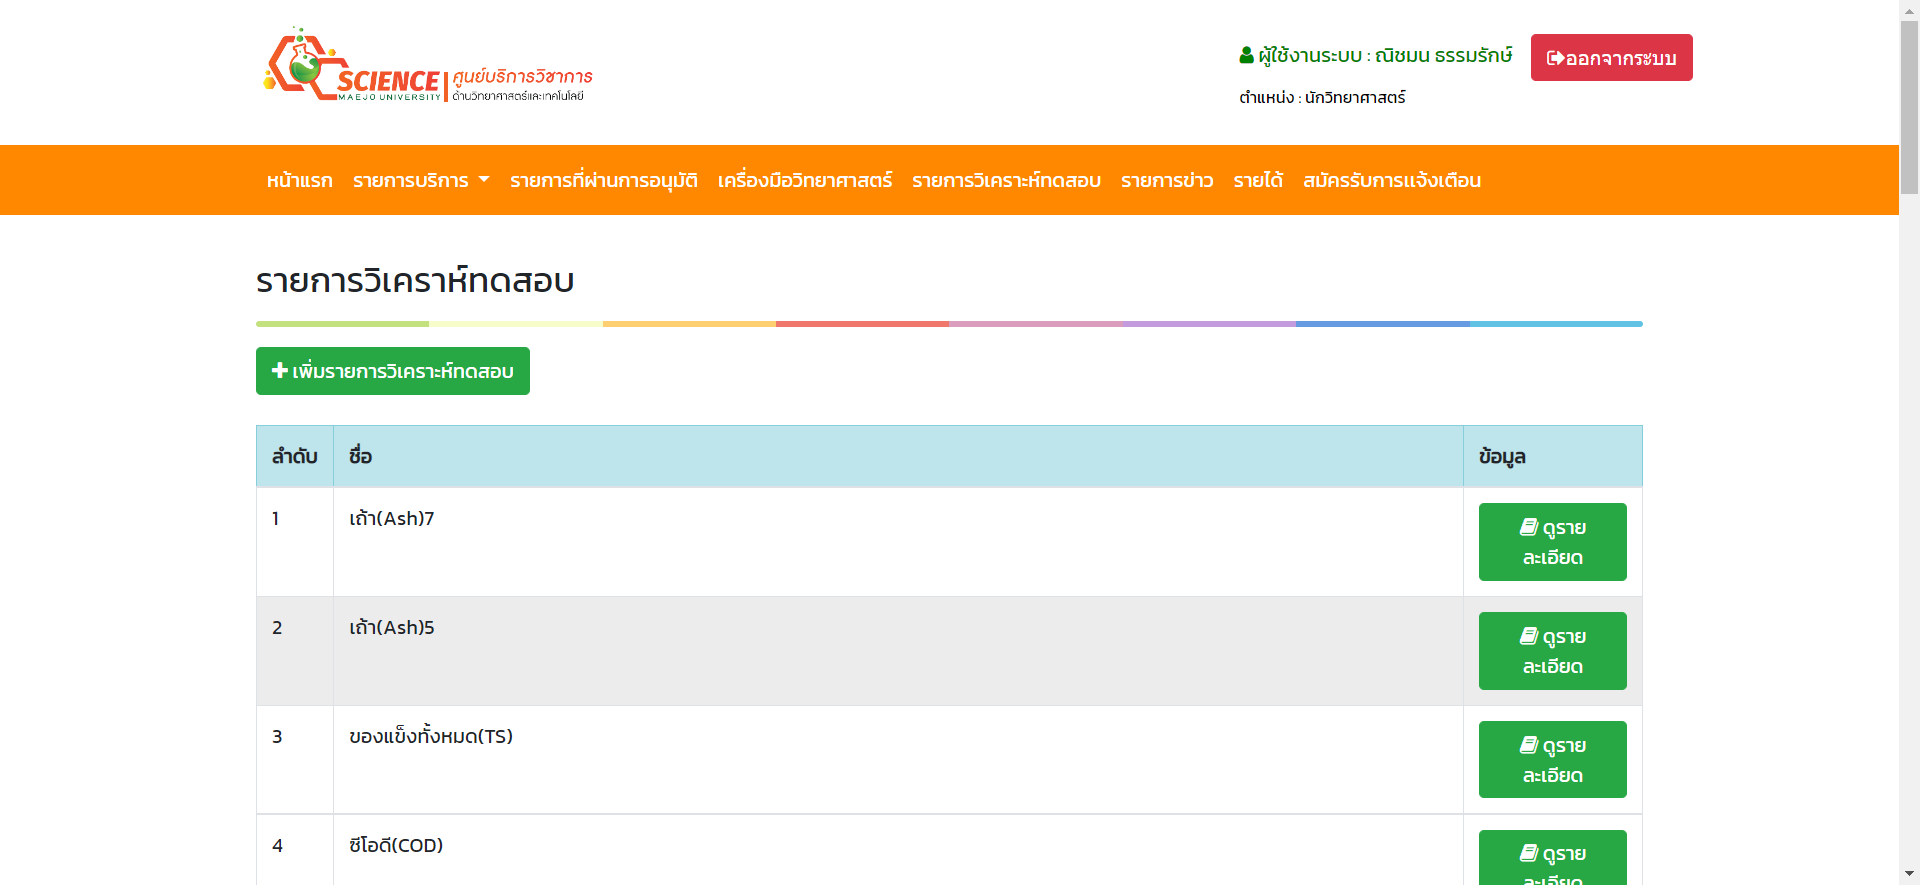 SCIENCE
MAEJO UNIVERSITY
ศูนย์บริการวิชาการ
ด้านวิทยาศาสตร์และเทคโนโลยี
ผู้ใช้งานระบบ : ณิชมน ธรรมรักษ์
ออกจากระบบ
ตำแหน่ง : นักวิทยาศาสตร์
หน้าแรก รายการบริการ รายการที่ผ่านการอนุมัติ เครื่องมือวิทยาศาสตร์ รายการวิเคราะห์ทดสอบ รายการข่าว รายได้ สมัครรับการแจ้งเตือน
รายการวิเคราห์ทดสอบ
เพิ่มรายการวิเคราะห์ทดสอบ
ลำดับ ชื่อ ข้อมูล
1 เถ้า(Ash)7 ดูราย
ละเอียด
2 เถ้า(Ash)5 ดูราย
ละเอียด
3 ของแข็งทั้งหมด(TS) ดูราย
ละเอียด
4 ซีโอดี(COD) ดูราย
ละเอียด